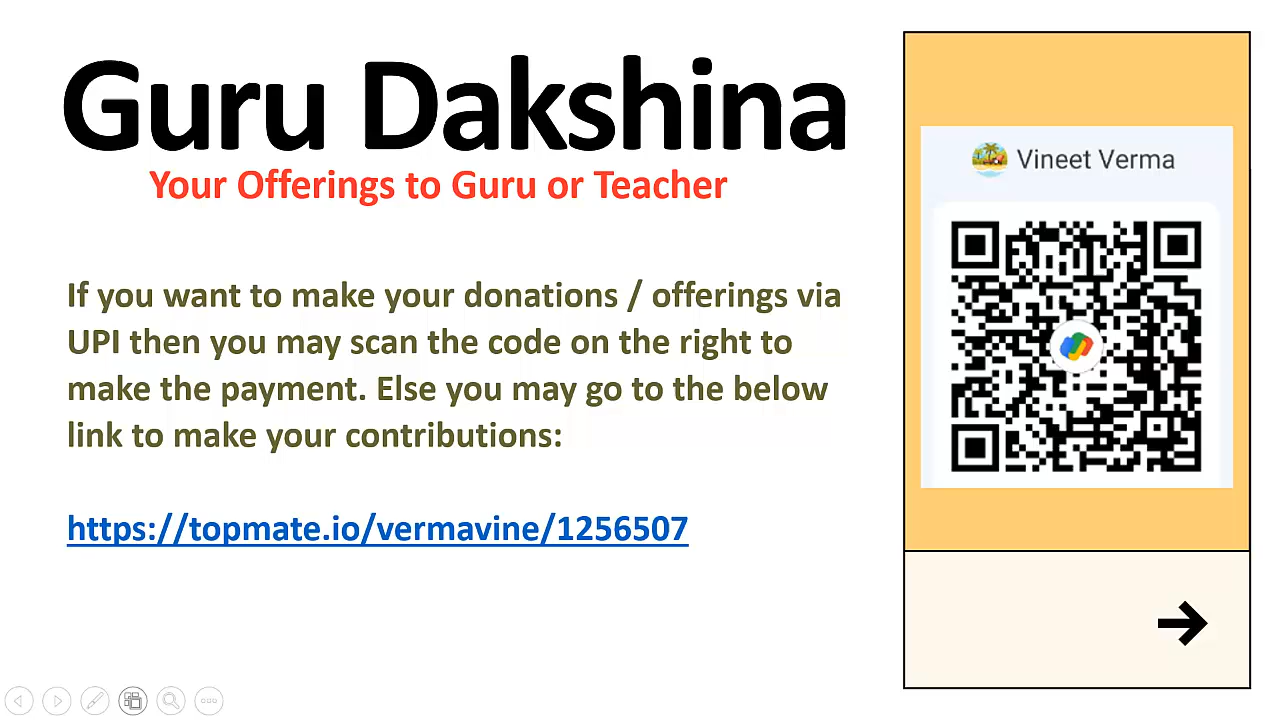 Guru Dakshina
Your Offerings to Guru or Teacher
If you want to make your donations / offerings via
UPI then you may scan the code on the right to
make the payment. Else you may go to the below
link to make your contributions:
https://topmate.io/vermavine/1256507
Vineet Verma